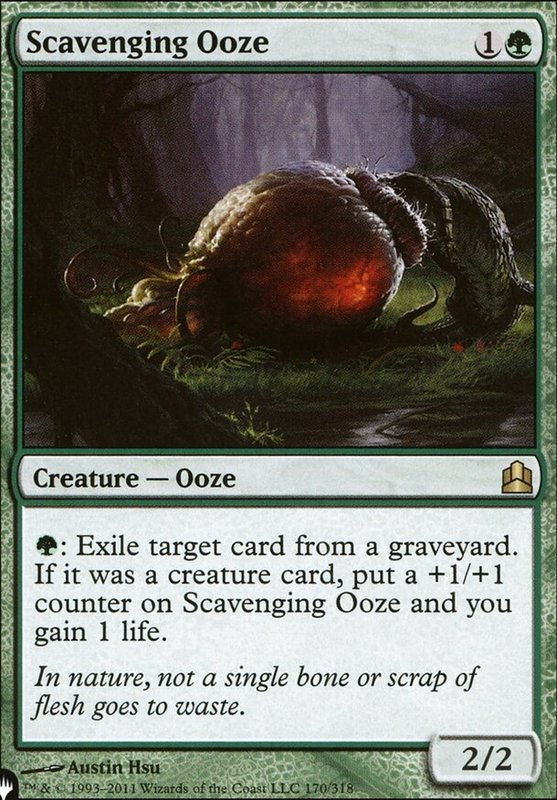 Scavenging Ooze 1
Creature — Ooze
: Exile target card from a graveyard.
If it was a creature card, put a +1/+1
counter on Scavenging Ooze and you
gain 1 life.
In nature, not a single bone or scrap of
flesh goes to waste.
2/2
Austin Hsu
™ & © 1993–2011 Wizards of the Coast LLC 170/318